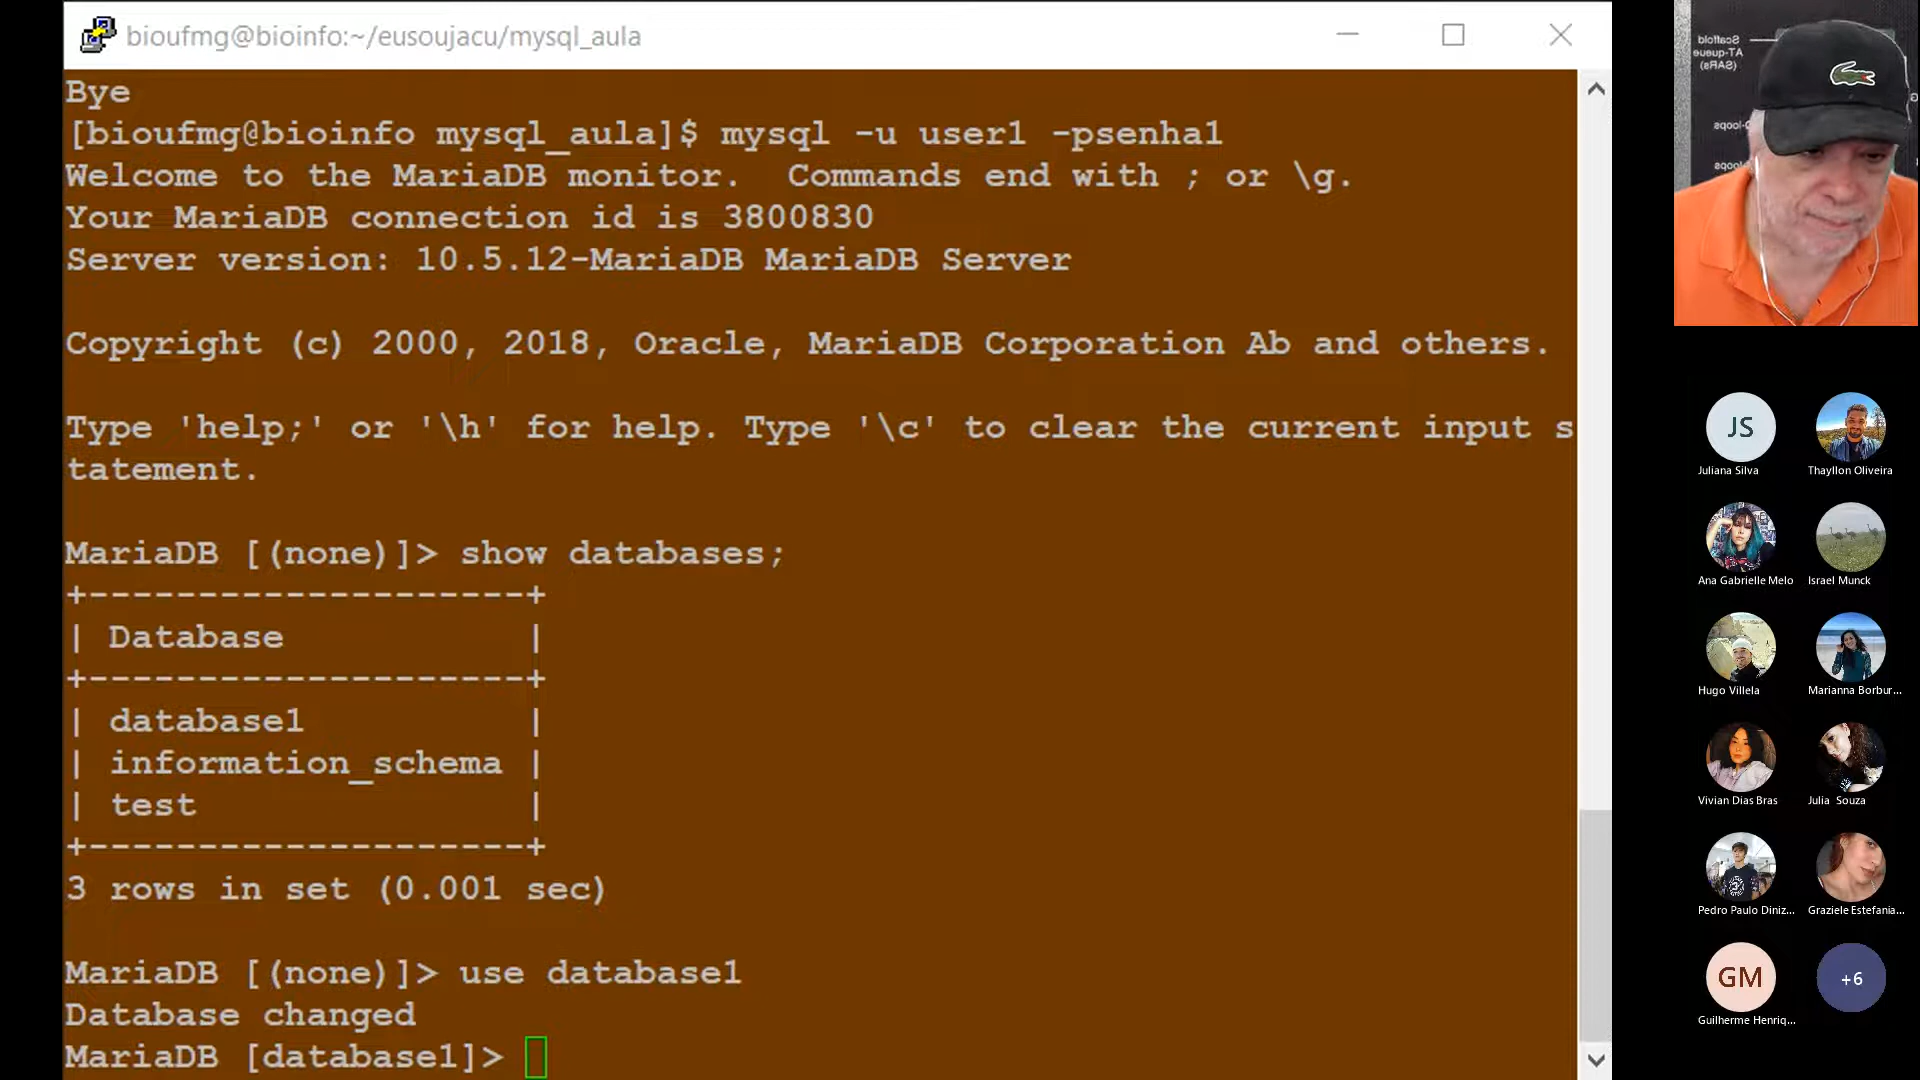 bioufmg@bioinfo:~/eusoujacu/mysql_aula
Bye
[bioufmg@bioinfo mysql_aula]$ mysql -u user1 -psenha1
Welcome to the MariaDB monitor.  Commands end with ; or \g.
Your MariaDB connection id is 3800830
Server version: 10.5.12-MariaDB MariaDB Server
Copyright (c) 2000, 2018, Oracle, MariaDB Corporation Ab and others.
Type 'help;' or '\h' for help. Type '\c' to clear the current input s
tatement.
MariaDB [(none)]> show databases;
+--------------------+
| Database           |
+--------------------+
| database1          |
| information_schema |
| test               |
+--------------------+
3 rows in set (0.001 sec)
MariaDB [(none)]> use database1
Database changed
MariaDB [database1]>
Scaffold
AT-queue
(SARs)
JS
Juliana Silva
Thayllon Oliveira
Ana Gabrielle Melo
Israel Munck
Hugo Villela
Marianna Borbur...
Vivian Dias Bras
Julia Souza
Pedro Paulo Diniz...
Graziele Estefania...
GM
+6
Guilherme Henriq...